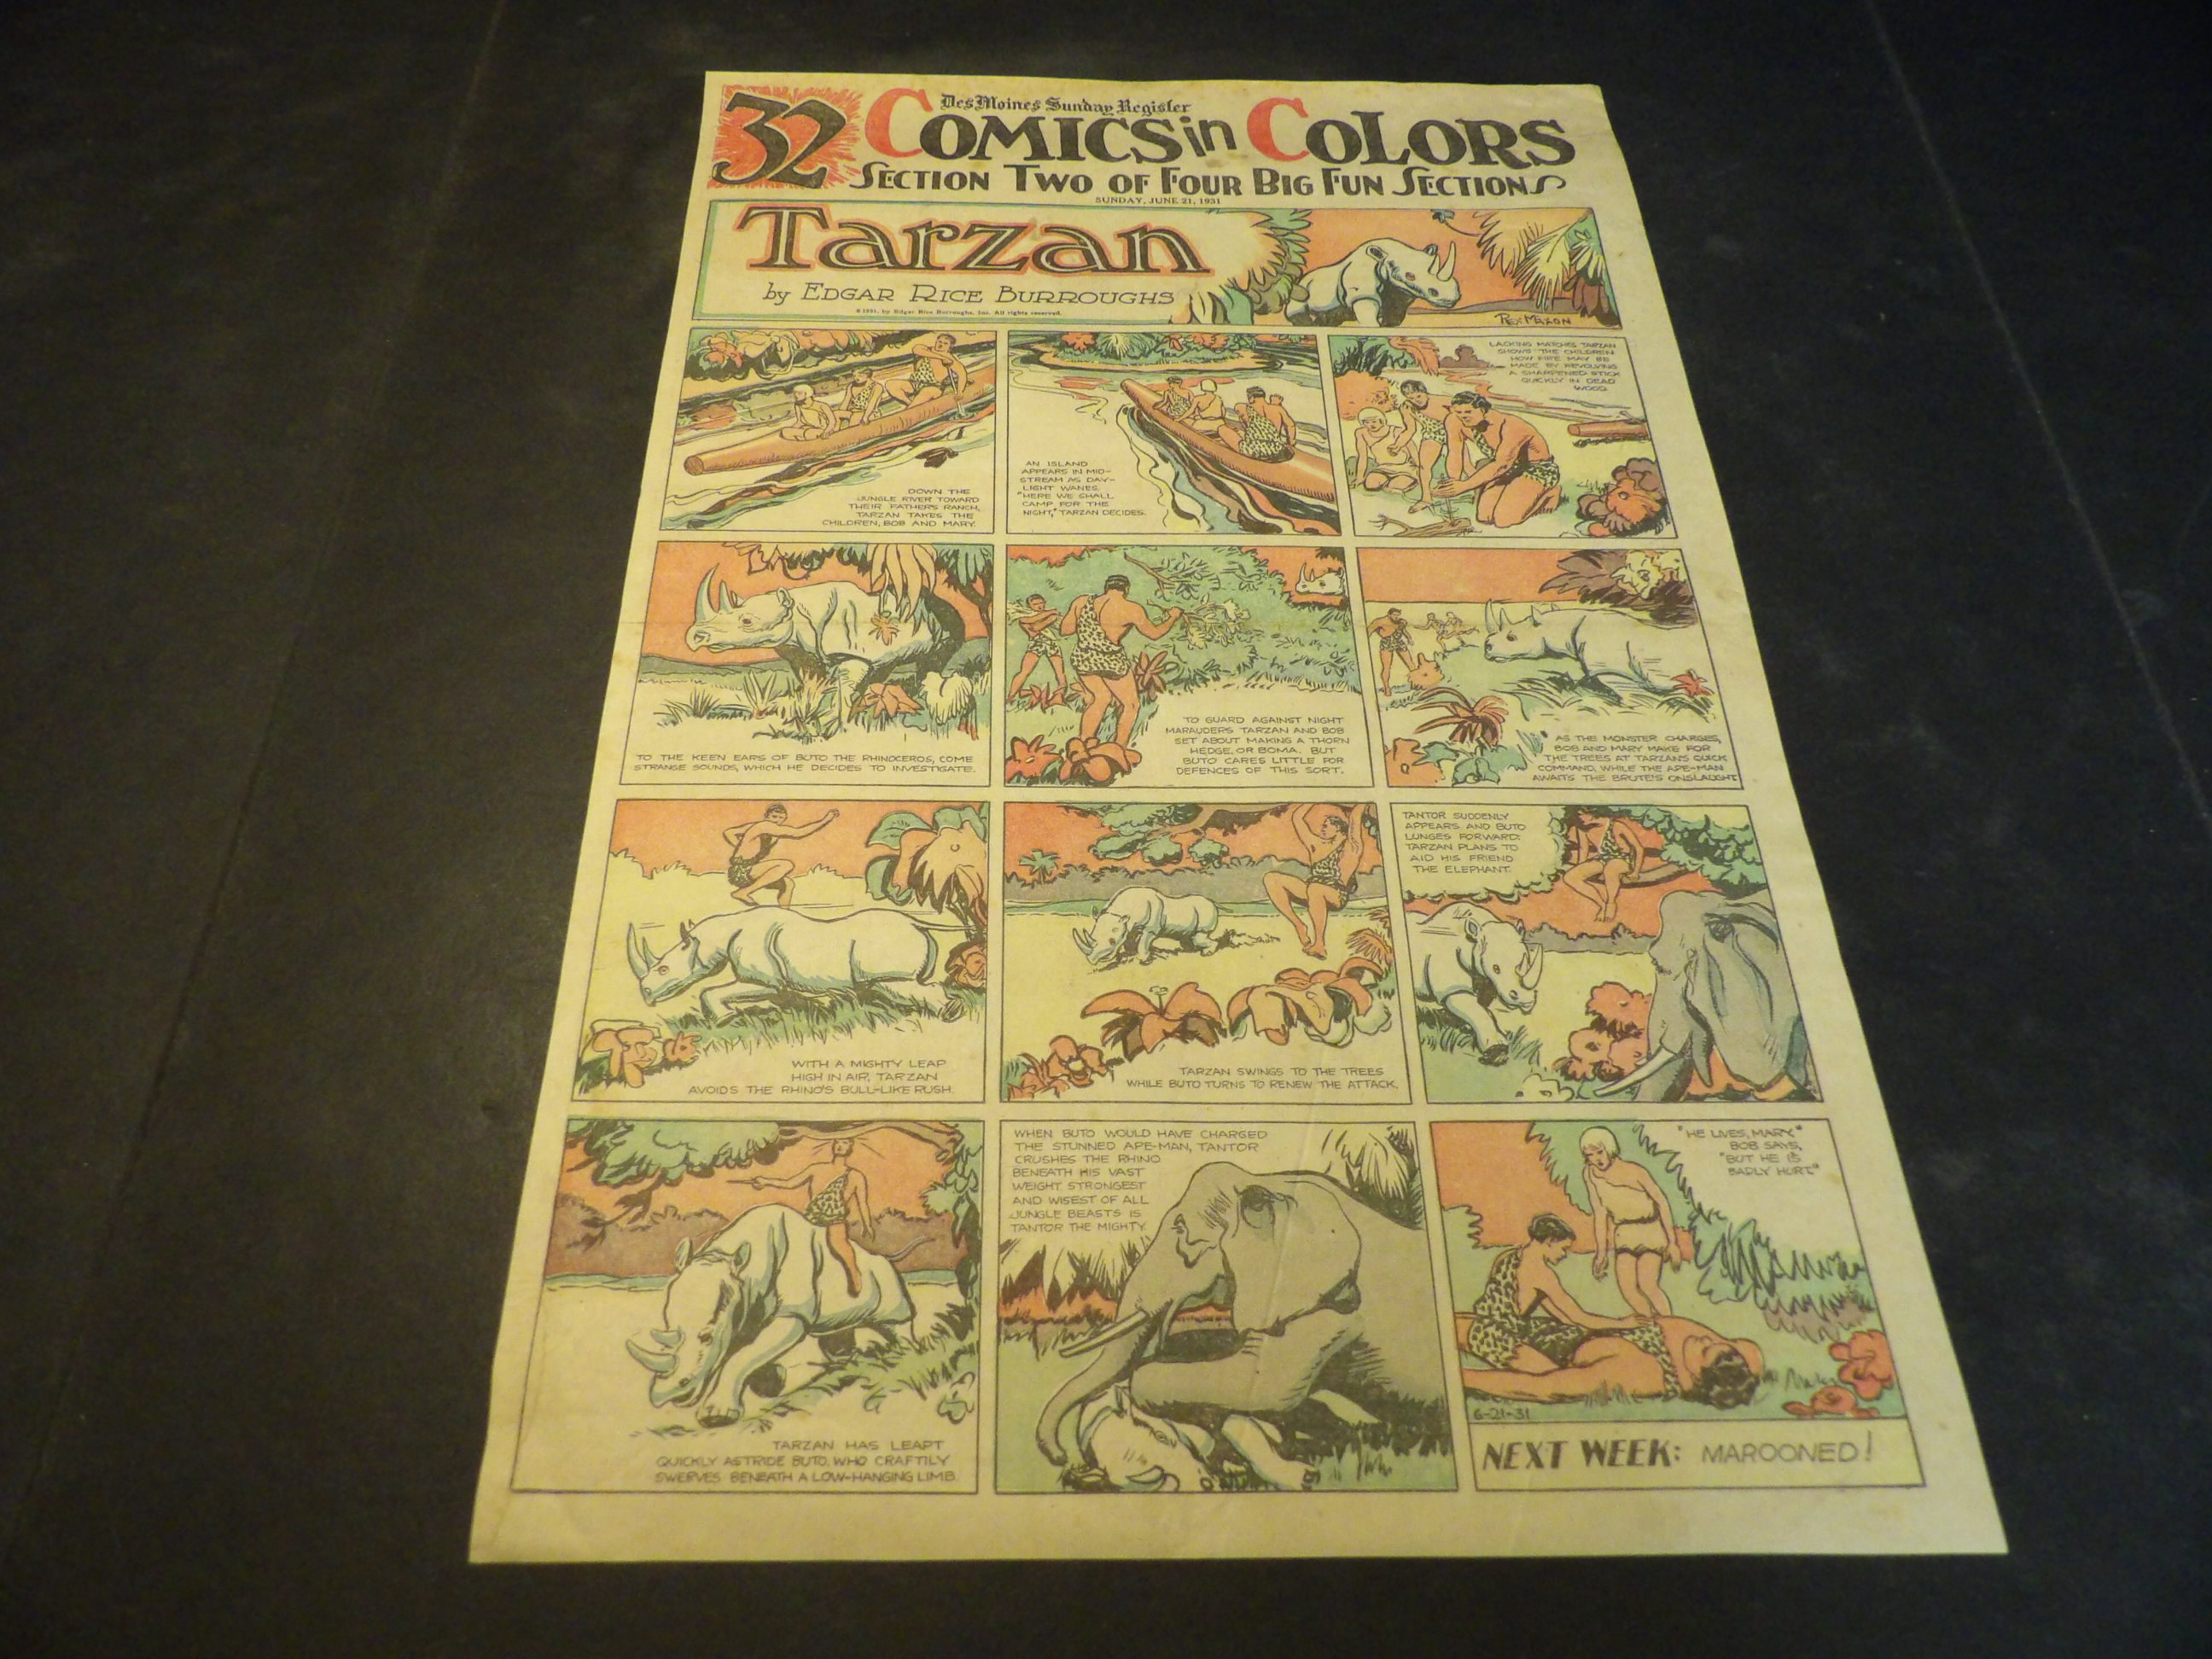 32
Des Moines Sunday Register
COMICS in COLORS
SECTION TWO OF FOUR BIG FUN SECTIONS
SUNDAY, JUNE 21, 1931
Tarzan
by EDGAR RICE BURROUGHS
©1931, by Edgar Rice Burroughs, Inc. All rights reserved.
REX MAXON
DOWN THE
JUNGLE RIVER TOWARD
THEIR FATHER'S RANCH,
TARZAN TAKES THE
CHILDREN, BOB AND MARY.
AN ISLAND
APPEARS IN MID-
STREAM AS DAY-
LIGHT WANES.
"HERE WE SHALL
CAMP FOR THE
NIGHT," TARZAN DECIDES.
LACKING MATCHES TARZAN
SHOWS THE CHILDREN
HOW FIRE MAY BE
MADE BY REVOLVING
A SHARPENED STICK
QUICKLY IN DEAD
WOOD.
TO THE KEEN EARS OF BUTO THE RHINOCEROS, COME
STRANGE SOUNDS, WHICH HE DECIDES TO INVESTIGATE.
TO GUARD AGAINST NIGHT
MARAUDERS TARZAN AND BOB
SET ABOUT MAKING A THORN
HEDGE, OR BOMA. BUT
BUTO CARES LITTLE FOR
DEFENCES OF THIS SORT.
AS THE MONSTER CHARGES,
BOB AND MARY MAKE FOR
THE TREES AT TARZAN'S QUICK
COMMAND, WHILE THE APE-MAN
AWAITS THE BRUTE'S ONSLAUGHT
WITH A MIGHTY LEAP
HIGH IN AIR, TARZAN
AVOIDS THE RHINO'S BULL-LIKE RUSH.
TARZAN SWINGS TO THE TREES
WHILE BUTO TURNS TO RENEW THE ATTACK.
TANTOR SUDDENLY
APPEARS AND BUTO
LUNGES FORWARD.
TARZAN PLANS TO
AID HIS FRIEND
THE ELEPHANT.
TARZAN HAS LEAPT
QUICKLY ASTRIDE BUTO, WHO CRAFTILY
SWERVES BENEATH A LOW-HANGING LIMB.
WHEN BUTO WOULD HAVE CHARGED
THE STUNNED APE-MAN, TANTOR
CRUSHES THE RHINO
BENEATH HIS VAST
WEIGHT. STRONGEST
AND WISEST OF ALL
JUNGLE BEASTS IS
TANTOR THE MIGHTY.
"HE LIVES, MARY,"
BOB SAYS,
"BUT HE IS
BADLY HURT."
6-21-31
NEXT WEEK: MAROONED!